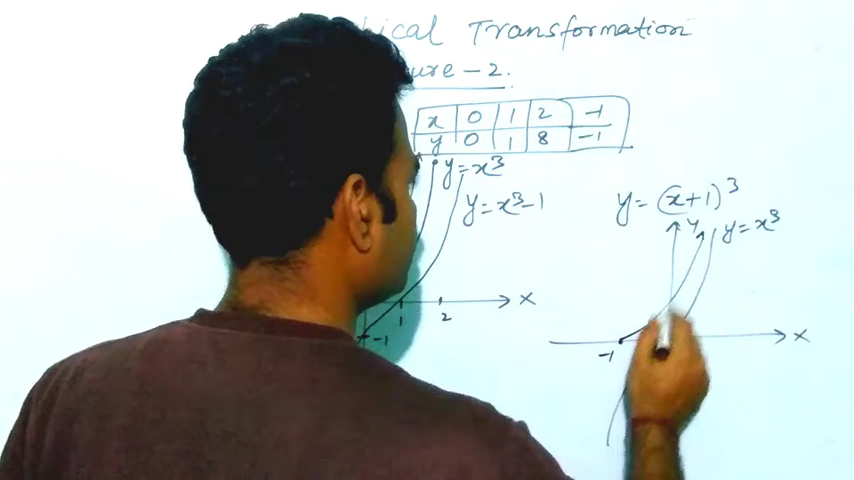 Transformation
- 2.
x 0 1 2 -1
y 0 1 8 -1
y = x³
y = x³-1
y = (x+1)³
Y
y = x³
1 2 X
-1
X
-1